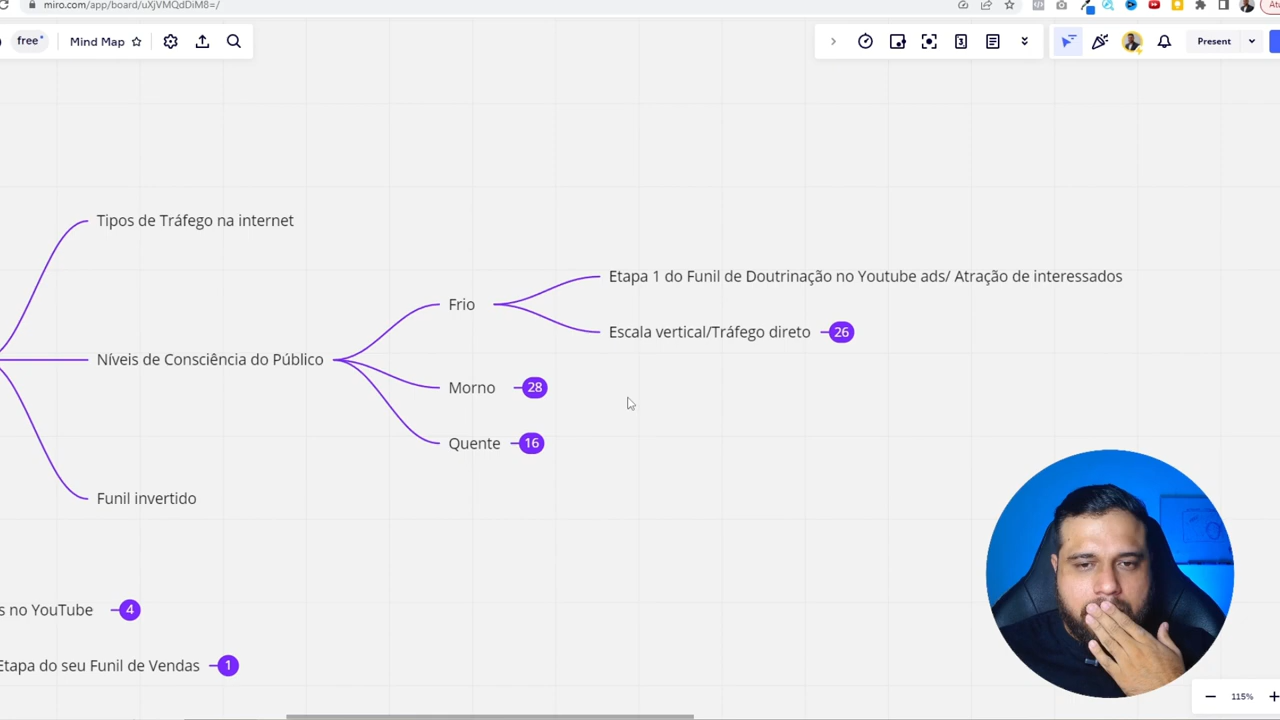 miro.com/app/board/uXjVMQdDiM8=/
free
Mind Map
3
Present
Tipos de Tráfego na internet
Etapa 1 do Funil de Doutrinação no Youtube ads/ Atração de interessados
Frio
Escala vertical/Tráfego direto 26
Níveis de Consciência do Público
Morno 28
Quente 16
Funil invertido
s no YouTube 4
Etapa do seu Funil de Vendas 1
115%